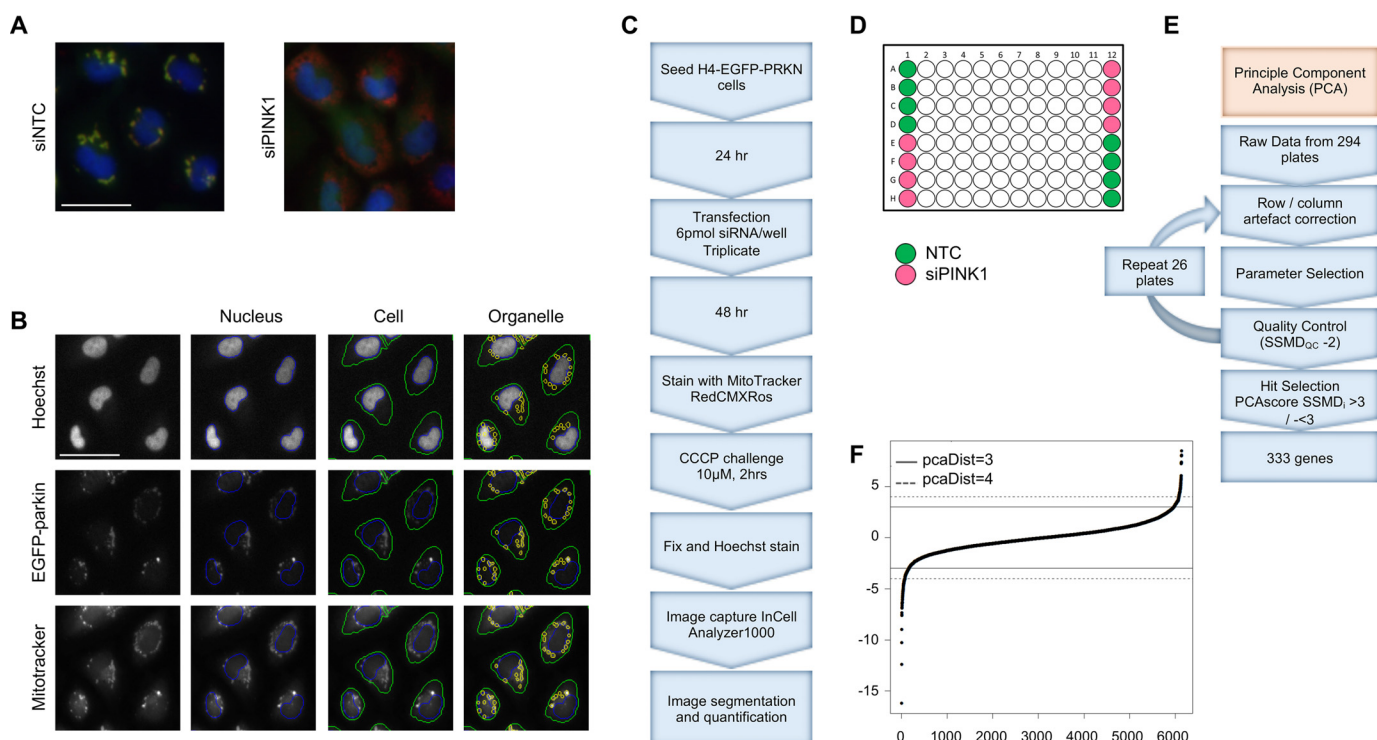 A
siNTC
siPINK1
B
Nucleus
Cell
Organelle
Hoechst
EGFP-parkin
Mitotracker
C
Seed H4-EGFP-PRKN
cells
24 hr
Transfection
6pmol siRNA/well
Triplicate
48 hr
Stain with MitoTracker
RedCMXRos
CCCP challenge
10µM, 2hrs
Fix and Hoechst stain
Image capture InCell
Analyzer1000
Image segmentation
and quantification
D
1 2 3 4 5 6 7 8 9 10 11 12
A
B
C
D
E
F
G
H
NTC
siPINK1
E
Principle Component
Analysis (PCA)
Raw Data from 294
plates
Row / column
artefact correction
Repeat 26
plates
Parameter Selection
Quality Control
(SSMDQC -2)
Hit Selection
PCAscore SSMDi >3
/ -<3
333 genes
F
pcaDist=3
pcaDist=4
5
0
-5
-10
-15
0 1000 2000 3000 4000 5000 6000